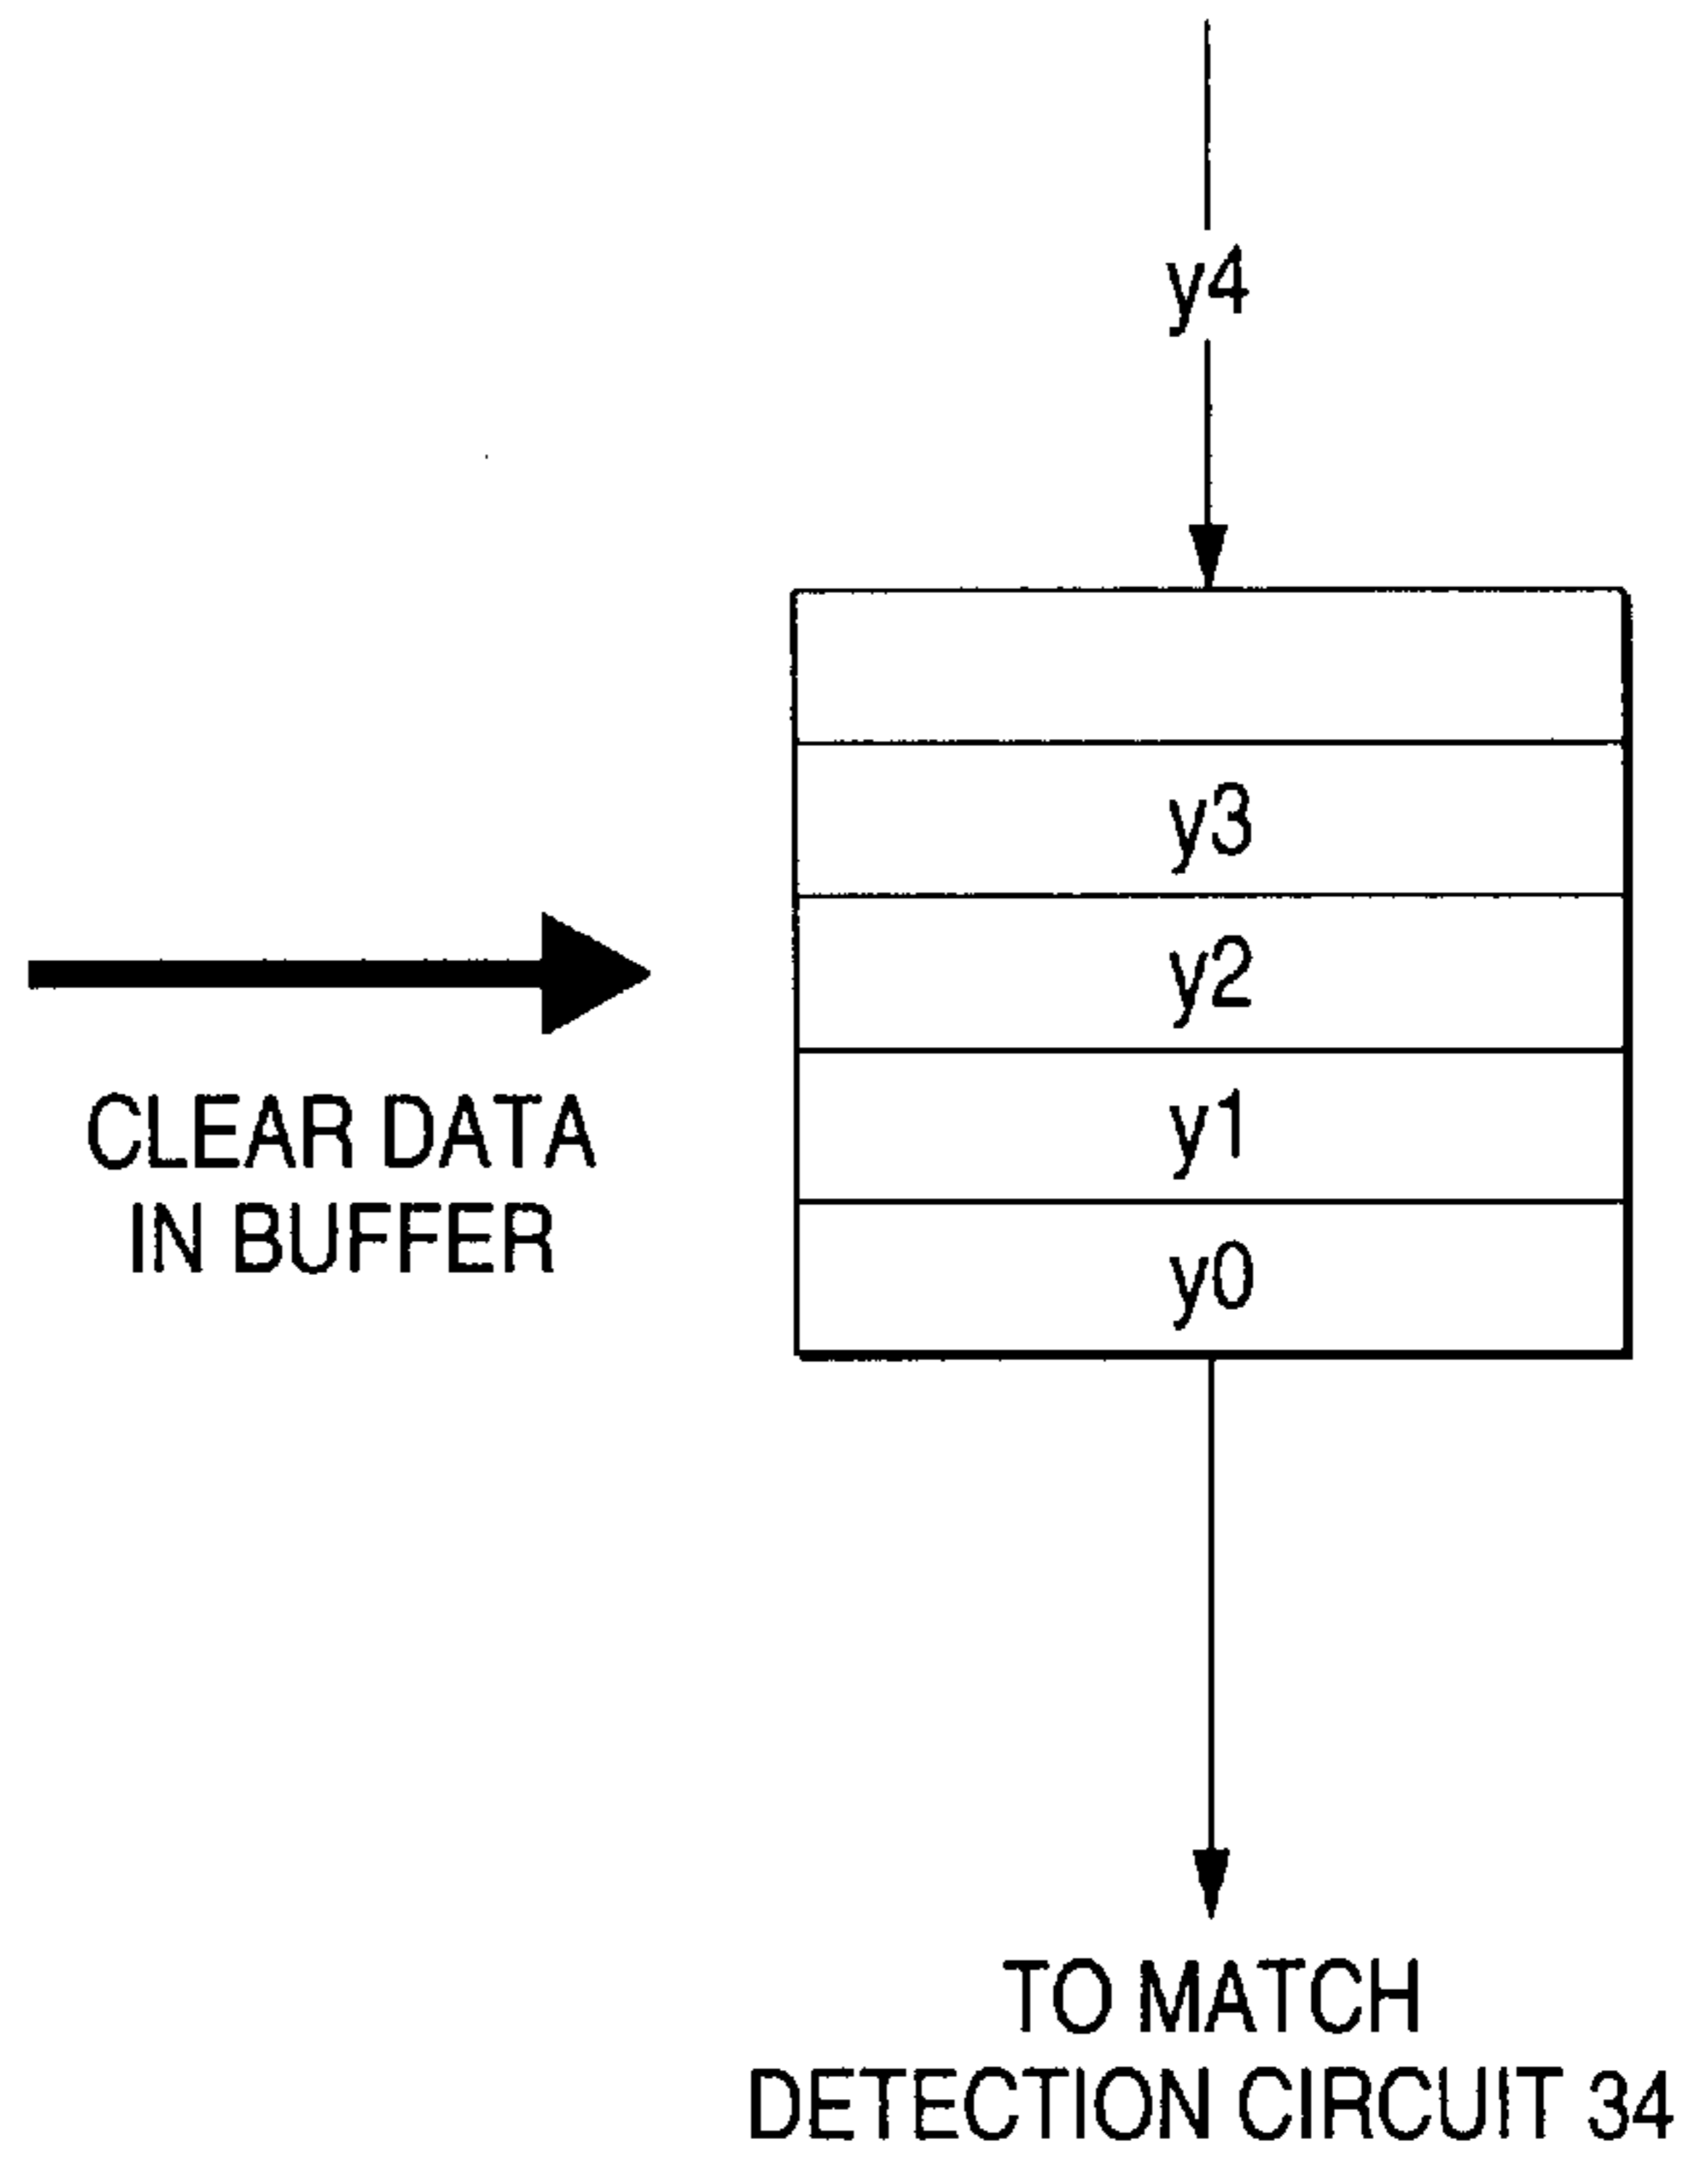 y4
y3
y2
CLEAR DATA
IN BUFFER
y1
y0
TO MATCH
DETECTION CIRCUIT 34